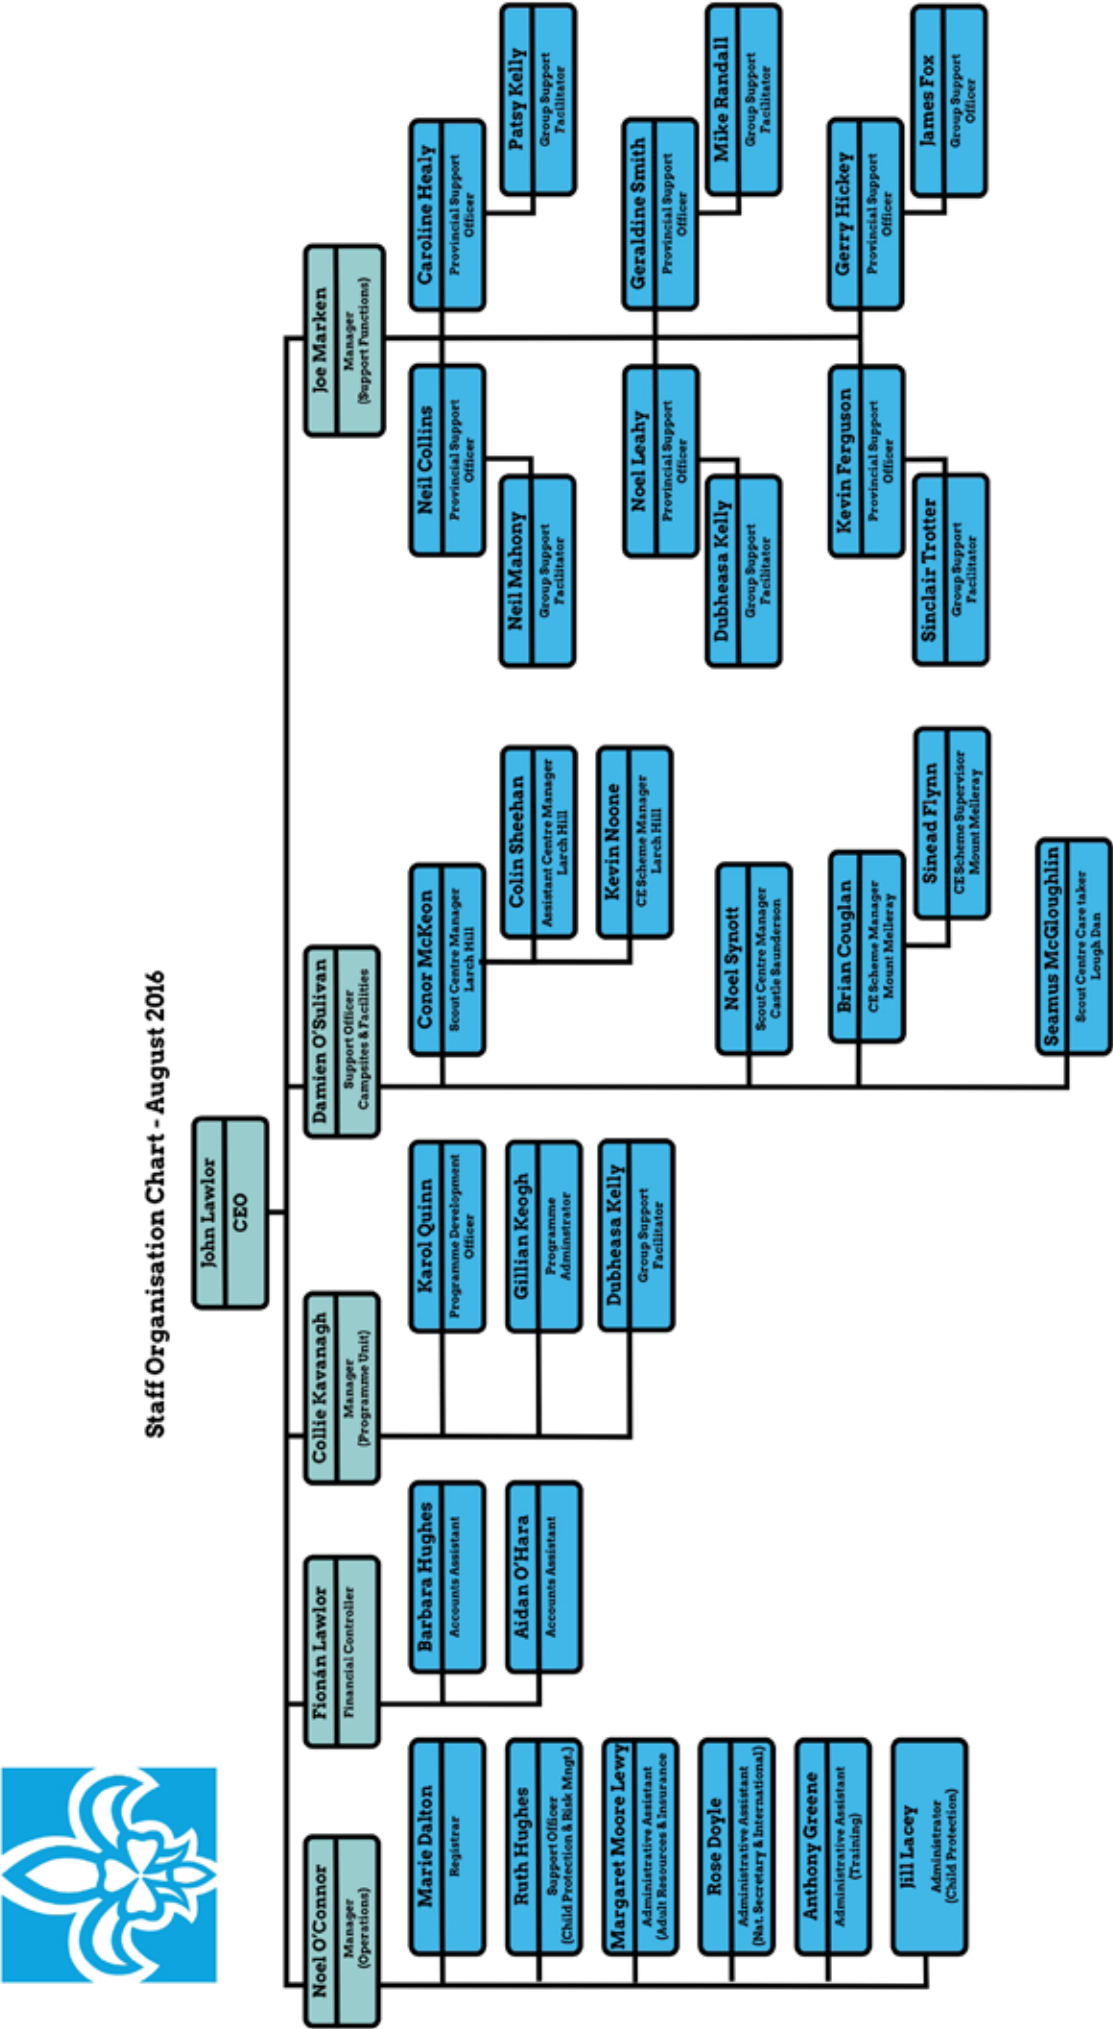 Staff Organisation Chart - August 2016
John Lawlor
CEO
Noel O'Connor
Manager
(Operations)
Marie Dalton
Registrar
Ruth Hughes
Support Officer
(Child Protection & Risk Mngt.)
Margaret Moore Lewy
Administrative Assistant
(Adult Resources & Insurance
Rose Doyle
Administrative Assistant
(Nat. Secretary & International)
Anthony Greene
Administrative Assistant
(Training)
Jill Lacey
Administrator
(Child Protection)
Fionán Lawlor
Financial Controller
Barbara Hughes
Accounts Assistant
Aidan O'Hara
Accounts Assistant
Collie Kavanagh
Manager
(Programme Unit)
Karol Quinn
Programme Development
Officer
Gillian Keogh
Programme
Adminstrator
Dubheasa Kelly
Group Support
Facilitator
Damien O'Sulivan
Support Officer
Campsites & Facilities
Conor McKeon
Scout Centre Manager
Larch Hill
Colin Sheehan
Assistant Centre Manager
Larch Hill
Kevin Noone
CE Scheme Manager
Larch Hill
Noel Synott
Scout Centre Manager
Castle Saunderson
Brian Couglan
CE Scheme Manager
Mount Melleray
Sinead Flynn
CE Scheme Supervisor
Mount Melleray
Seamus McGloughlin
Scout Centre Care taker
Lough Dan
Joe Marken
Manager
(Support Functions)
Neil Collins
Provincial Support
Officer
Neil Mahony
Group Support
Facilitator
Caroline Healy
Provincial Support
Officer
Patsy Kelly
Group Support
Facilitator
Noel Leahy
Provincial Support
Officer
Dubheasa Kelly
Group Support
Facilitator
Geraldine Smith
Provincial Support
Officer
Mike Randall
Group Support
Facilitator
Kevin Ferguson
Provincial Support
Officer
Sinclair Trotter
Group Support
Facilitator
Gerry Hickey
Provincial Support
Officer
James Fox
Group Support
Officer